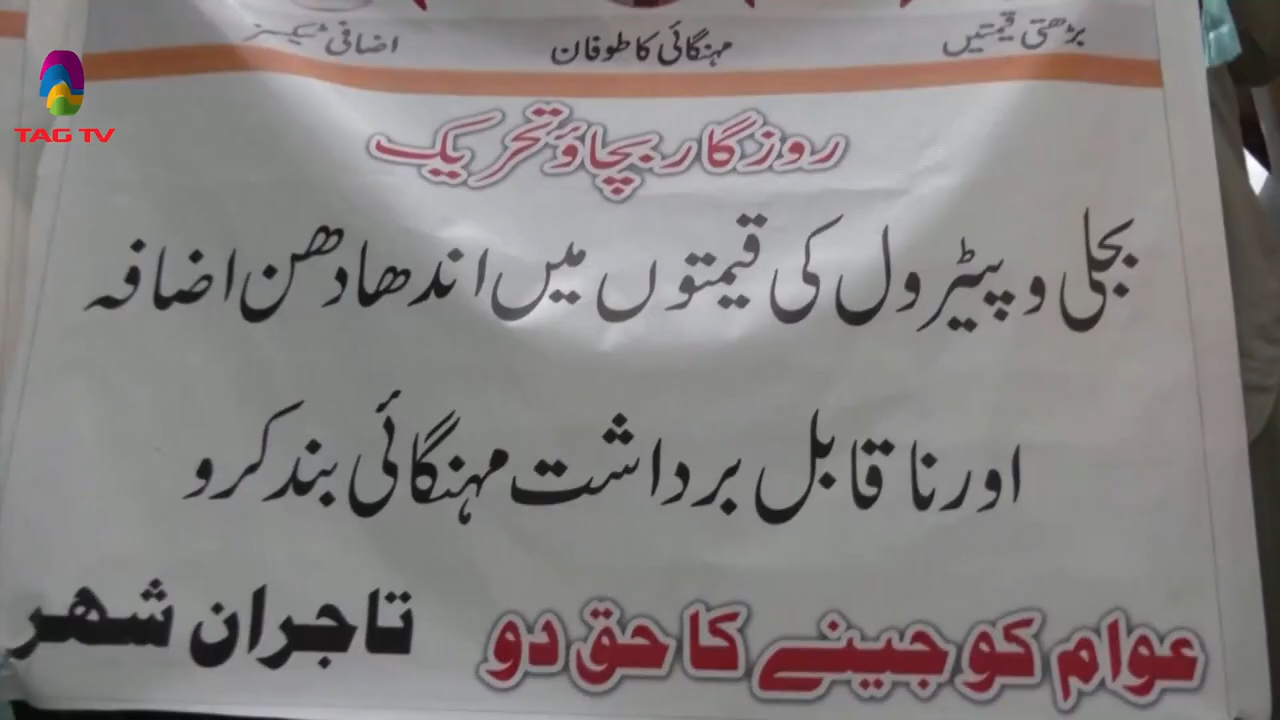 بڑھتی قیمتیں مہنگائی کا طوفان اضافی ٹیکسز
TAG TV
روزگار بچاؤ تحریک
بجلی و پیٹرول کی قیمتوں میں اندھا دھن اضافہ
اور ناقابل برداشت مہنگائی بند کرو
عوام کو جینے کا حق دو تاجران شهر